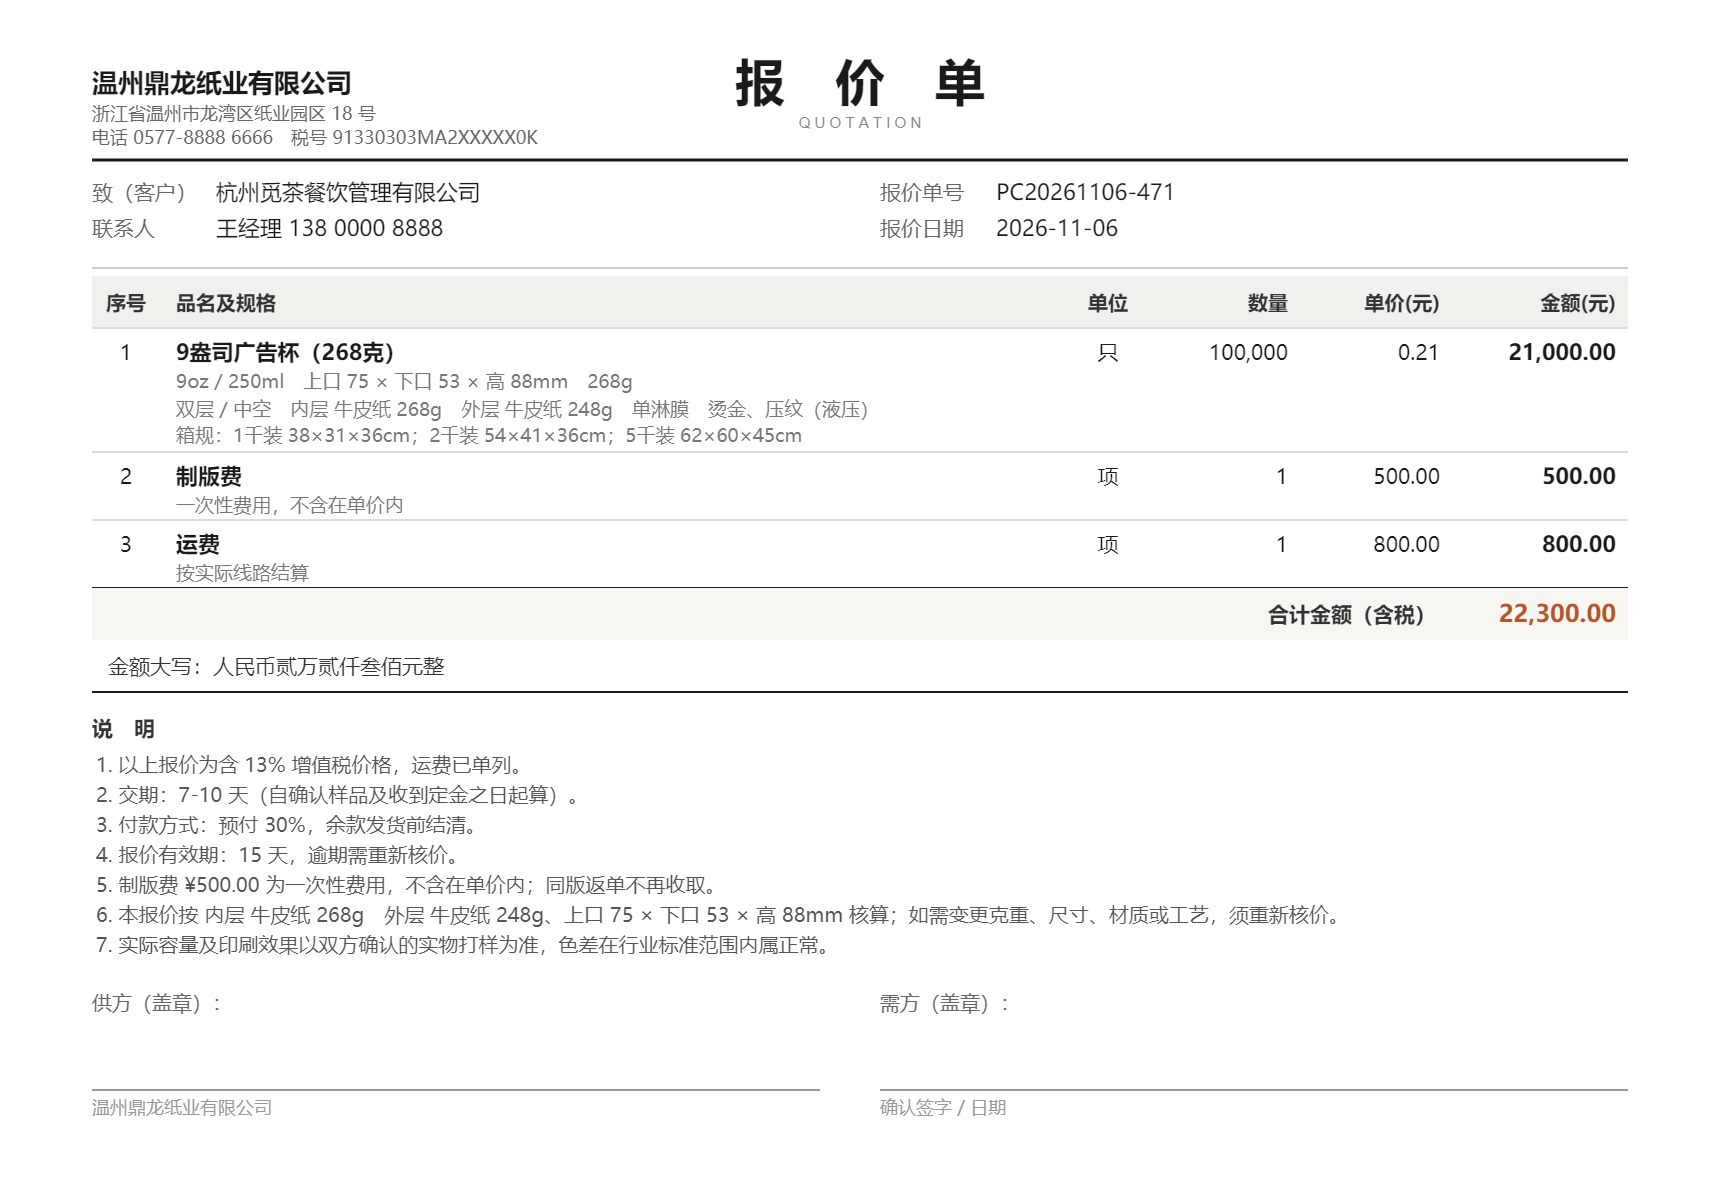 温州鼎龙纸业有限公司
浙江省温州市龙湾区纸业园区 18 号
电话 0577-8888 6666 税号 91330303MA2XXXXX0K
报 价 单
QUOTATION
致（客户） 杭州觅茶餐饮管理有限公司 报价单号 PC20261106-471
联系人 王经理 138 0000 8888 报价日期 2026-11-06
序号 品名及规格 单位 数量 单价(元) 金额(元)
1 9盎司广告杯（268克） 只 100,000 0.21 21,000.00
9oz / 250ml 上口 75 × 下口 53 × 高 88mm 268g
双层 / 中空 内层 牛皮纸 268g 外层 牛皮纸 248g 单淋膜 烫金、压纹（液压）
箱规：1千装 38×31×36cm；2千装 54×41×36cm；5千装 62×60×45cm
2 制版费 项 1 500.00 500.00
一次性费用，不含在单价内
3 运费 项 1 800.00 800.00
按实际线路结算
合计金额（含税） 22,300.00
金额大写：人民币贰万贰仟叁佰元整
说 明
1. 以上报价为含 13% 增值税价格，运费已单列。
2. 交期：7-10 天（自确认样品及收到定金之日起算）。
3. 付款方式：预付 30%，余款发货前结清。
4. 报价有效期：15 天，逾期需重新核价。
5. 制版费 ¥500.00 为一次性费用，不含在单价内；同版返单不再收取。
6. 本报价按 内层 牛皮纸 268g 外层 牛皮纸 248g、上口 75 × 下口 53 × 高 88mm 核算；如需变更克重、尺寸、材质或工艺，须重新核价。
7. 实际容量及印刷效果以双方确认的实物打样为准，色差在行业标准范围内属正常。
供方（盖章）： 需方（盖章）：
温州鼎龙纸业有限公司 确认签字 / 日期